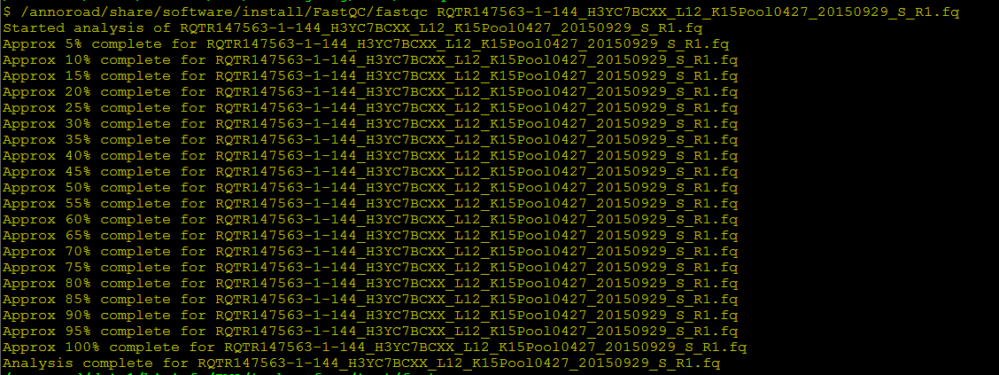 $ /annoroad/share/software/install/FastQC/fastqc RQTR147563-1-144_H3YC7BCXX_L12_K15Pool0427_20150929_S_R1.fq
Started analysis of RQTR147563-1-144_H3YC7BCXX_L12_K15Pool0427_20150929_S_R1.fq
Approx 5% complete for RQTR147563-1-144_H3YC7BCXX_L12_K15Pool0427_20150929_S_R1.fq
Approx 10% complete for RQTR147563-1-144_H3YC7BCXX_L12_K15Pool0427_20150929_S_R1.fq
Approx 15% complete for RQTR147563-1-144_H3YC7BCXX_L12_K15Pool0427_20150929_S_R1.fq
Approx 20% complete for RQTR147563-1-144_H3YC7BCXX_L12_K15Pool0427_20150929_S_R1.fq
Approx 25% complete for RQTR147563-1-144_H3YC7BCXX_L12_K15Pool0427_20150929_S_R1.fq
Approx 30% complete for RQTR147563-1-144_H3YC7BCXX_L12_K15Pool0427_20150929_S_R1.fq
Approx 35% complete for RQTR147563-1-144_H3YC7BCXX_L12_K15Pool0427_20150929_S_R1.fq
Approx 40% complete for RQTR147563-1-144_H3YC7BCXX_L12_K15Pool0427_20150929_S_R1.fq
Approx 45% complete for RQTR147563-1-144_H3YC7BCXX_L12_K15Pool0427_20150929_S_R1.fq
Approx 50% complete for RQTR147563-1-144_H3YC7BCXX_L12_K15Pool0427_20150929_S_R1.fq
Approx 55% complete for RQTR147563-1-144_H3YC7BCXX_L12_K15Pool0427_20150929_S_R1.fq
Approx 60% complete for RQTR147563-1-144_H3YC7BCXX_L12_K15Pool0427_20150929_S_R1.fq
Approx 65% complete for RQTR147563-1-144_H3YC7BCXX_L12_K15Pool0427_20150929_S_R1.fq
Approx 70% complete for RQTR147563-1-144_H3YC7BCXX_L12_K15Pool0427_20150929_S_R1.fq
Approx 75% complete for RQTR147563-1-144_H3YC7BCXX_L12_K15Pool0427_20150929_S_R1.fq
Approx 80% complete for RQTR147563-1-144_H3YC7BCXX_L12_K15Pool0427_20150929_S_R1.fq
Approx 85% complete for RQTR147563-1-144_H3YC7BCXX_L12_K15Pool0427_20150929_S_R1.fq
Approx 90% complete for RQTR147563-1-144_H3YC7BCXX_L12_K15Pool0427_20150929_S_R1.fq
Approx 95% complete for RQTR147563-1-144_H3YC7BCXX_L12_K15Pool0427_20150929_S_R1.fq
Approx 100% complete for RQTR147563-1-144_H3YC7BCXX_L12_K15Pool0427_20150929_S_R1.fq
Analysis complete for RQTR147563-1-144_H3YC7BCXX_L12_K15Pool0427_20150929_S_R1.fq